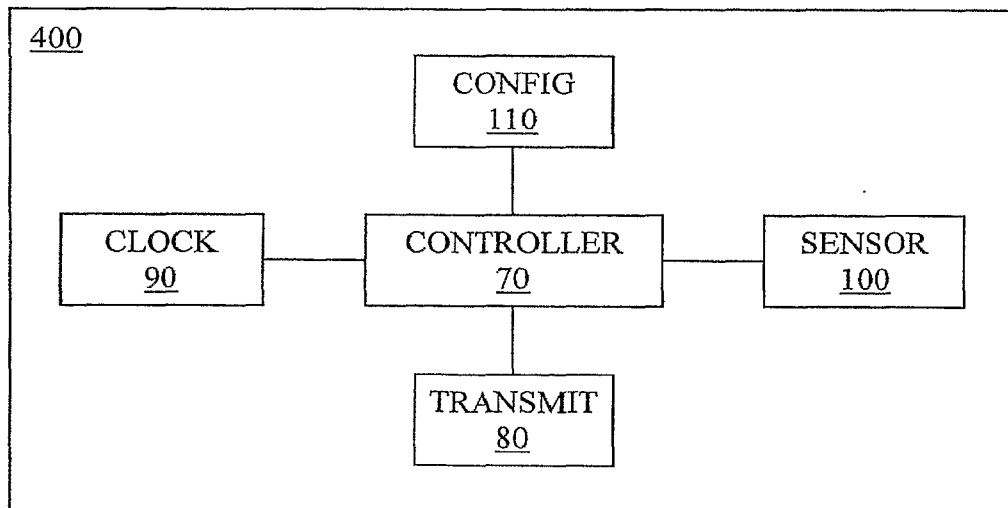 400
CONFIG
110
CLOCK
90
CONTROLLER
70
SENSOR
100
TRANSMIT
80